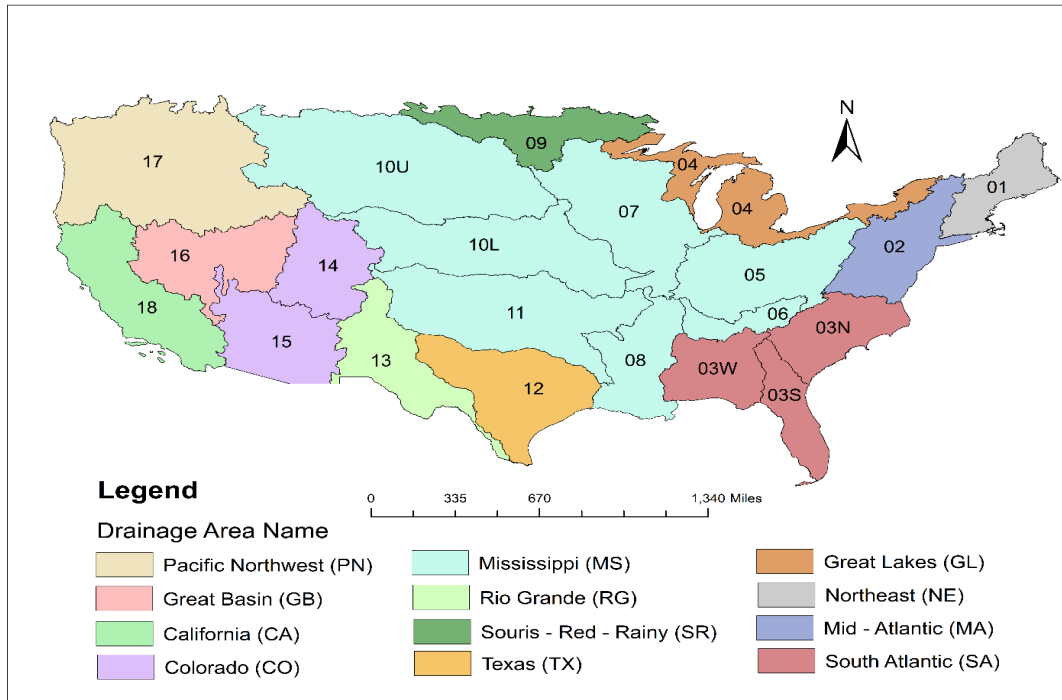 N
17
10U
09
04
04
01
07
02
16
14
10L
05
18
15
11
06
03N
13
12
08
03W
03S
Legend
0 335 670 1,340 Miles
Drainage Area Name
Pacific Northwest (PN)
Great Basin (GB)
California (CA)
Colorado (CO)
Mississippi (MS)
Rio Grande (RG)
Souris - Red - Rainy (SR)
Texas (TX)
Great Lakes (GL)
Northeast (NE)
Mid - Atlantic (MA)
South Atlantic (SA)